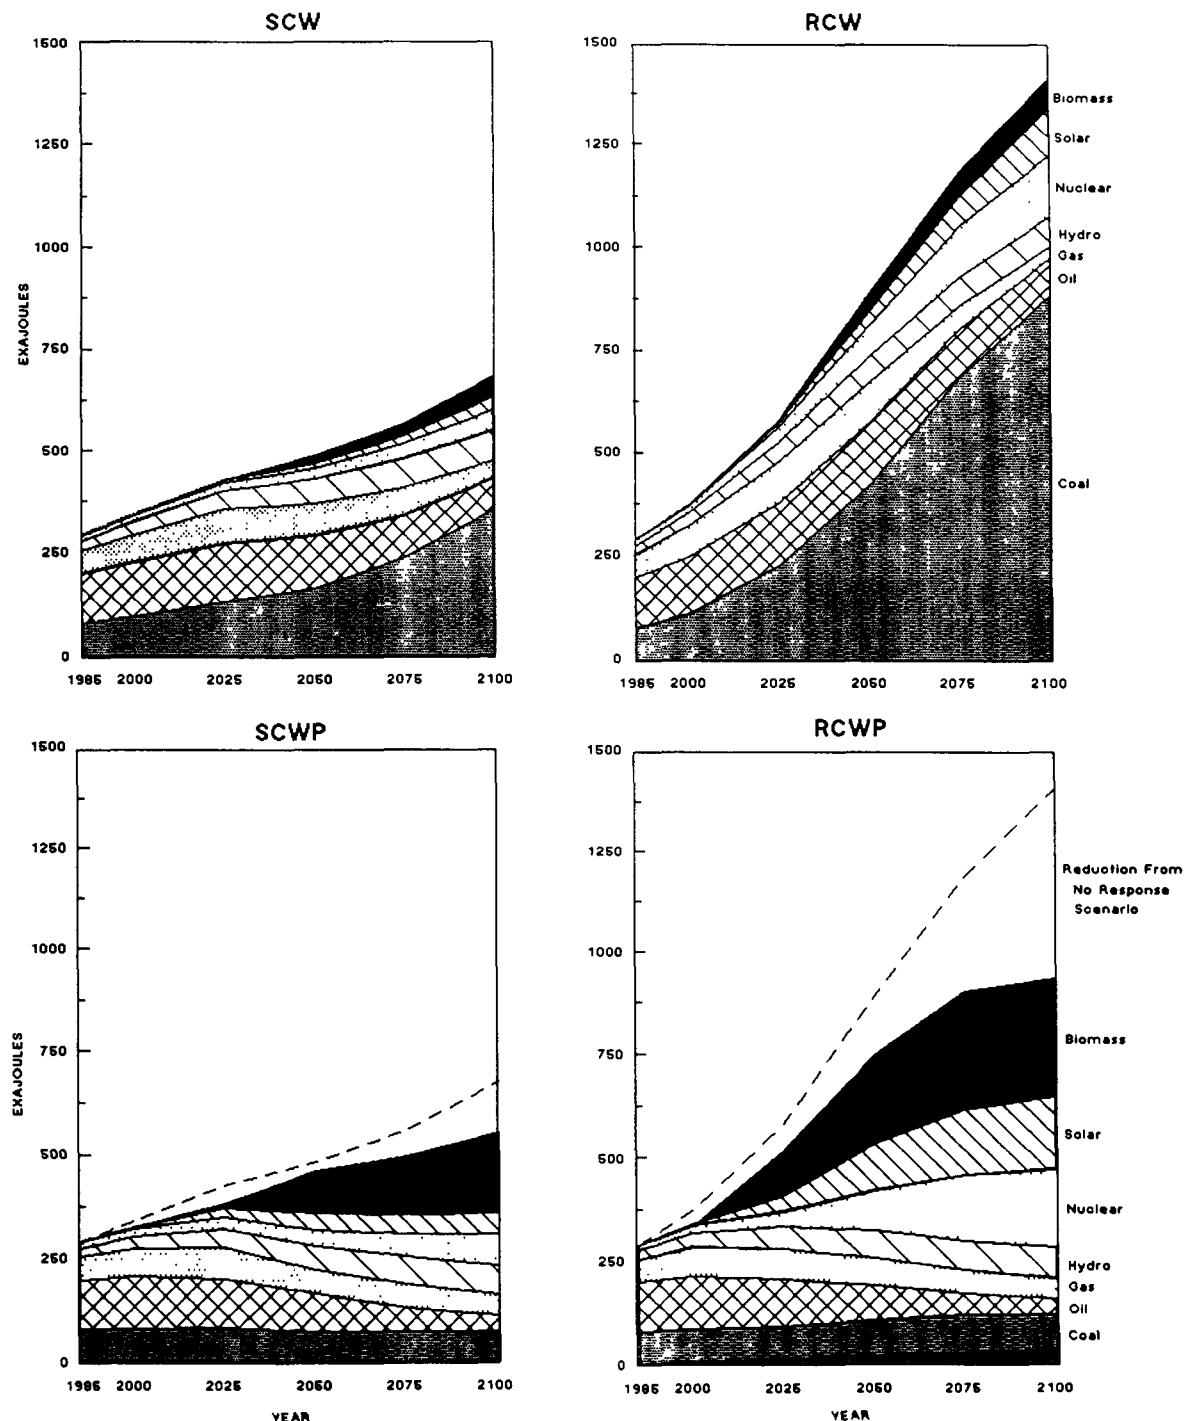 SCW
1500
1250
1000
750
500
250
0
EXAJOULES
1985 2000 2025 2050 2075 2100
RCW
1500
1250
1000
750
500
250
0
1985 2000 2025 2050 2075 2100
Biomass
Solar
Nuclear
Hydro
Gas
Oil
Coal
SCWP
1500
1250
1000
750
500
250
0
EXAJOULES
1985 2000 2025 2050 2075 2100
YEAR
RCWP
1500
1250
1000
750
500
250
0
1985 2000 2025 2050 2075 2100
YEAR
Reduction From
No Response
Scenario
Biomass
Solar
Nuclear
Hydro
Gas
Oil
Coal